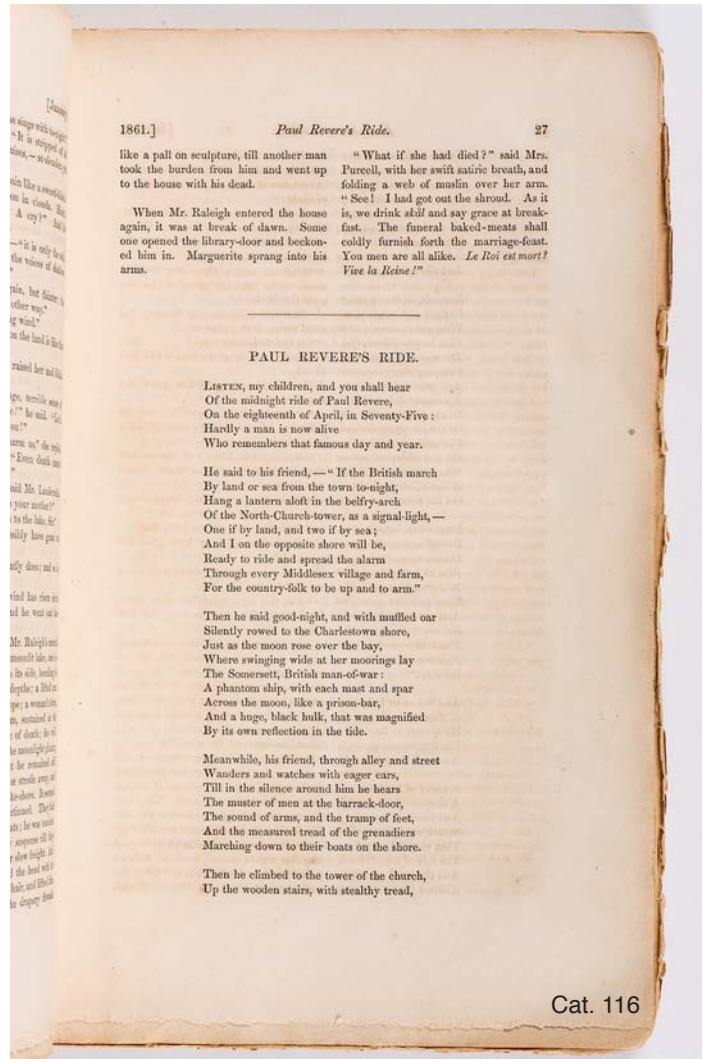 [January
1861.] Paul Revere's Ride. 27
like a pall on sculpture, till another man
took the burden from him and went up
to the house with his dead.
When Mr. Raleigh entered the house
again, it was at break of dawn. Some
one opened the library-door and beckon-
ed him in. Marguerite sprang into his
arms.
"What if she had died?" said Mrs.
Purcell, with her swift satiric breath, and
folding a web of muslin over her arm.
"See! I had got out the shroud. As it
is, we drink skål and say grace at break-
fast. The funeral baked-meats shall
coldly furnish forth the marriage-feast.
You men are all alike. Le Roi est mort?
Vive la Reine!"
PAUL REVERE'S RIDE.
LISTEN, my children, and you shall hear
Of the midnight ride of Paul Revere,
On the eighteenth of April, in Seventy-Five:
Hardly a man is now alive
Who remembers that famous day and year.
He said to his friend,—"If the British march
By land or sea from the town to-night,
Hang a lantern aloft in the belfry-arch
Of the North-Church-tower, as a signal-light,—
One if by land, and two if by sea;
And I on the opposite shore will be,
Ready to ride and spread the alarm
Through every Middlesex village and farm,
For the country-folk to be up and to arm."
Then he said good-night, and with muffled oar
Silently rowed to the Charlestown shore,
Just as the moon rose over the bay,
Where swinging wide at her moorings lay
The Somersett, British man-of-war:
A phantom ship, with each mast and spar
Across the moon, like a prison-bar,
And a huge, black hulk, that was magnified
By its own reflection in the tide.
Meanwhile, his friend, through alley and street
Wanders and watches with eager ears,
Till in the silence around him he hears
The muster of men at the barrack-door,
The sound of arms, and the tramp of feet,
And the measured tread of the grenadiers
Marching down to their boats on the shore.
Then he climbed to the tower of the church,
Up the wooden stairs, with stealthy tread,
Cat. 116